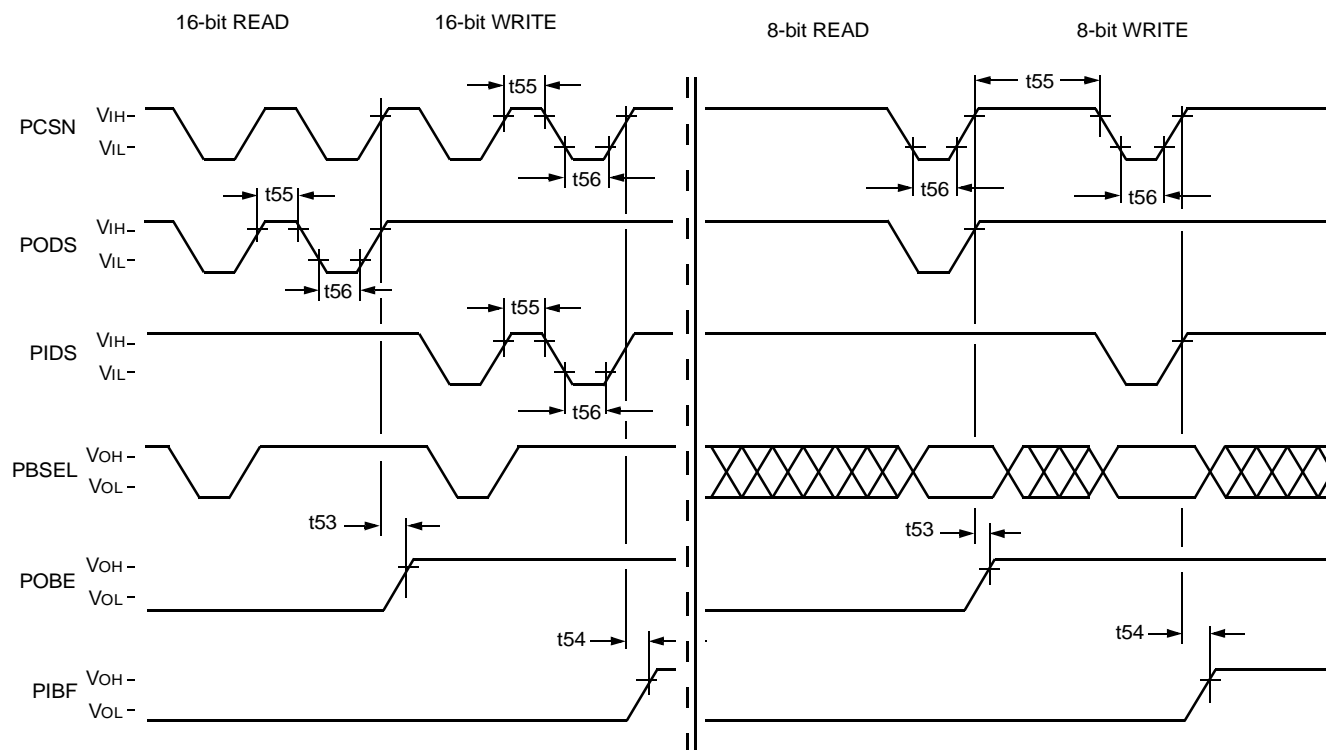 16-bit READ 16-bit WRITE 8-bit READ 8-bit WRITE
t55 t55
PCSN VIH–
VIL–
t56 t56 t56
t55
PODS VIH–
VIL–
t56
t55
PIDS VIH–
VIL–
t56
PBSEL VOH–
VOL–
t53 t53
POBE VOH–
VOL–
t54 t54
PIBF VOH–
VOL–